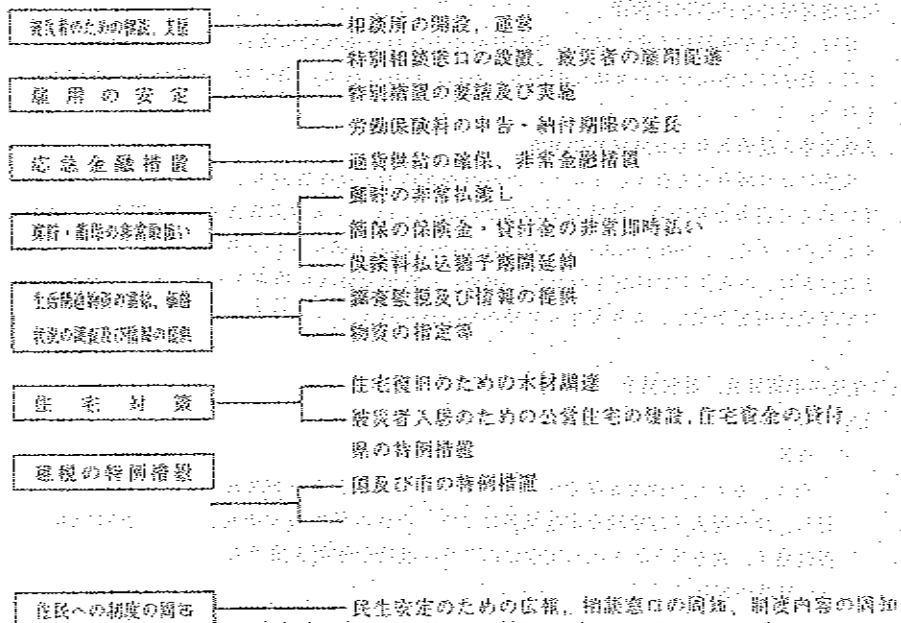 被災者のための相談、支援
相談所の開設、運営
雇用の安定
特別相談窓口の設置、被災者の雇用配慮
特別措置の要請及び実施
労働保険料の申告・納付期限の延長
応急金融措置
通貨供給の確保、非常金融措置
郵貯・簡保の非常取扱い
郵貯の非常払渡し
簡保の保険金・貸付金の非常即時払い
保険料払込猶予期間延伸
生活関連物資の需給、価格
状況の調査及び情報の提供
調査監視及び情報の提供
物資の指定等
住宅対策
住宅復旧のための木材調達
被災者入居のための公営住宅の建設、住宅資金の貸付
租税の特例措置
県の特例措置
国及び市の特例措置
住民への制度の周知
民生安定のための広報、相談窓口の周知、制度内容の周知